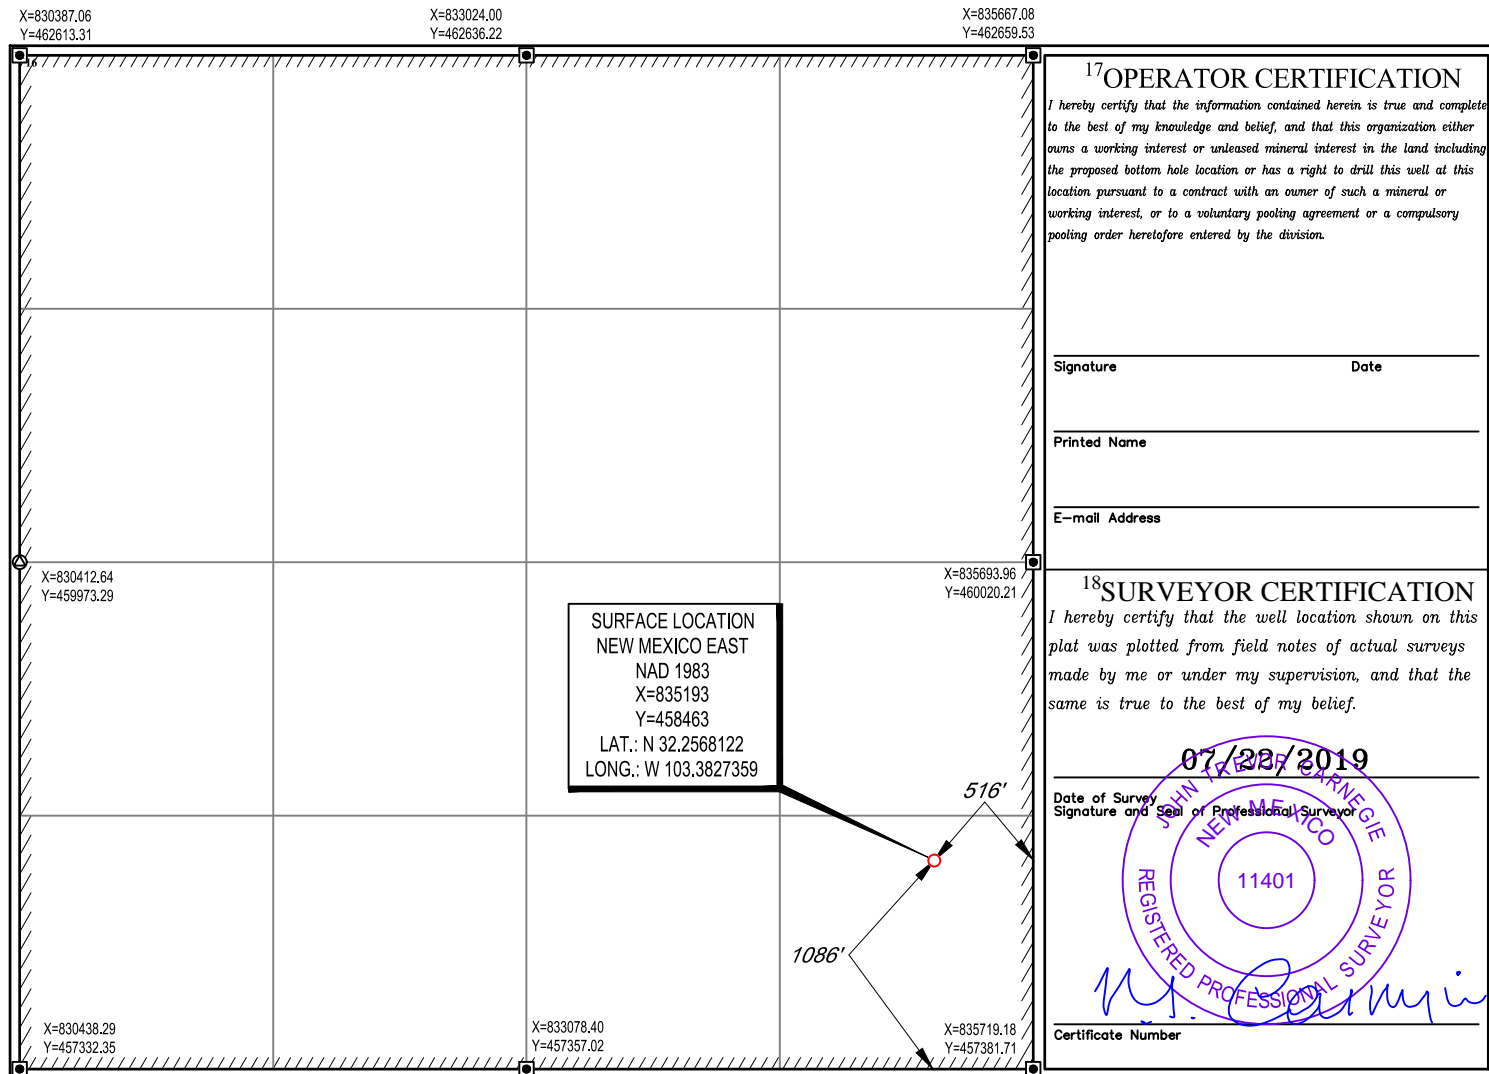 X=830387.06
Y=462613.31
X=833024.00
Y=462636.22
X=835667.08
Y=462659.53
16
X=830412.64
Y=459973.29
X=835693.96
Y=460020.21
SURFACE LOCATION
NEW MEXICO EAST
NAD 1983
X=835193
Y=458463
LAT.: N 32.2568122
LONG.: W 103.3827359
516'
1086'
X=830438.29
Y=457332.35
X=833078.40
Y=457357.02
X=835719.18
Y=457381.71
17 OPERATOR CERTIFICATION
I hereby certify that the information contained herein is true and complete
to the best of my knowledge and belief, and that this organization either
owns a working interest or unleased mineral interest in the land including
the proposed bottom hole location or has a right to drill this well at this
location pursuant to a contract with an owner of such a mineral or
working interest, or to a voluntary pooling agreement or a compulsory
pooling order heretofore entered by the division.
Signature Date
Printed Name
E-mail Address
18 SURVEYOR CERTIFICATION
I hereby certify that the well location shown on this
plat was plotted from field notes of actual surveys
made by me or under my supervision, and that the
same is true to the best of my belief.
07/22/2019
Date of Survey
Signature and Seal of Professional Surveyor
JOHN TREVOR CARNEGIE
NEW MEXICO
11401
REGISTERED PROFESSIONAL SURVEYOR
Certificate Number